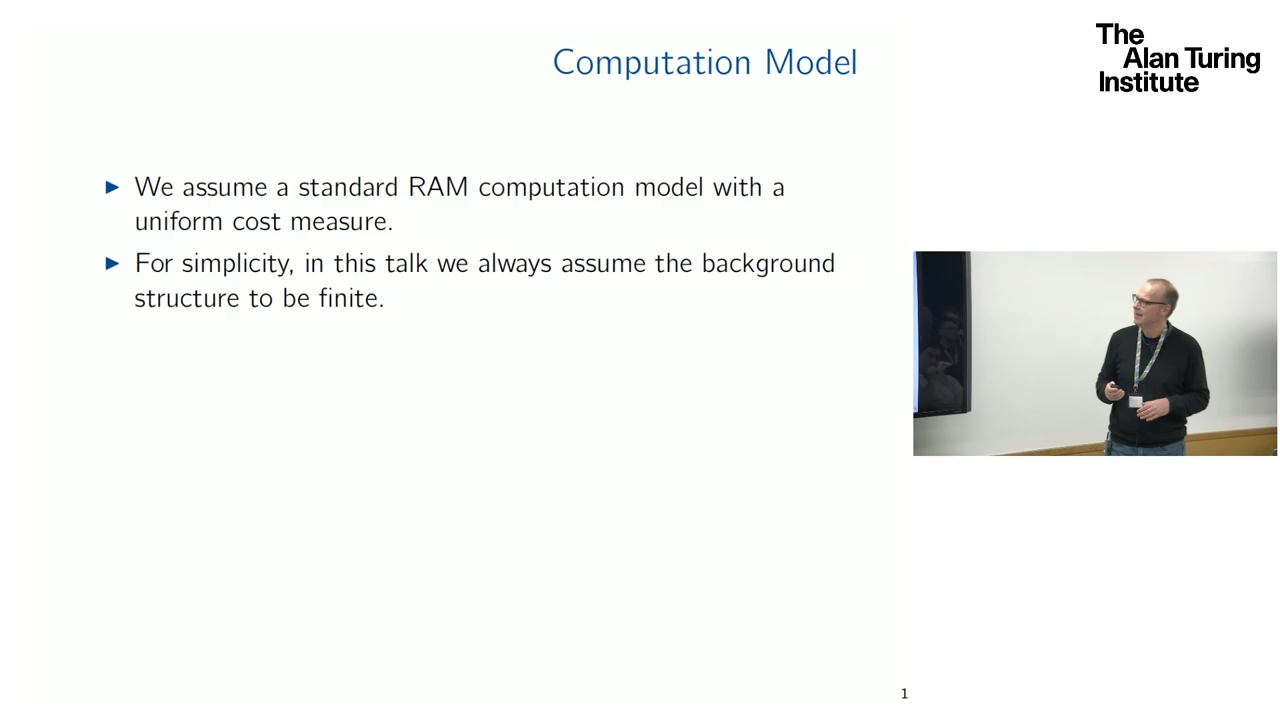 Computation Model
The
Alan Turing
Institute
▶ We assume a standard RAM computation model with a
uniform cost measure.
▶ For simplicity, in this talk we always assume the background
structure to be finite.
1